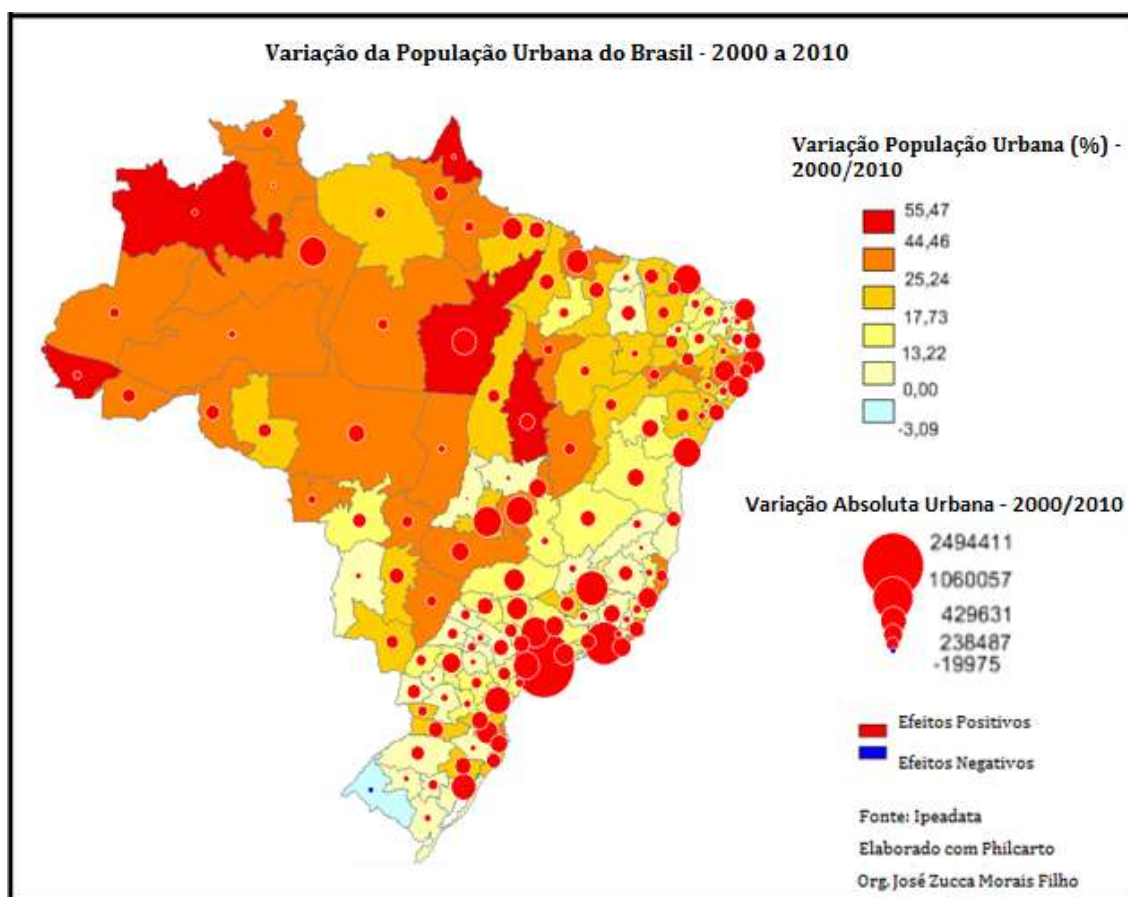 Variação da População Urbana do Brasil - 2000 a 2010
Variação População Urbana (%) -
2000/2010
55,47
44,46
25,24
17,73
13,22
0,00
-3,09
Variação Absoluta Urbana - 2000/2010
2494411
1060057
429631
238487
-19975
Efeitos Positivos
Efeitos Negativos
Fonte: Ipeadata
Elaborado com Philcarto
Org. José Zucca Morais Filho